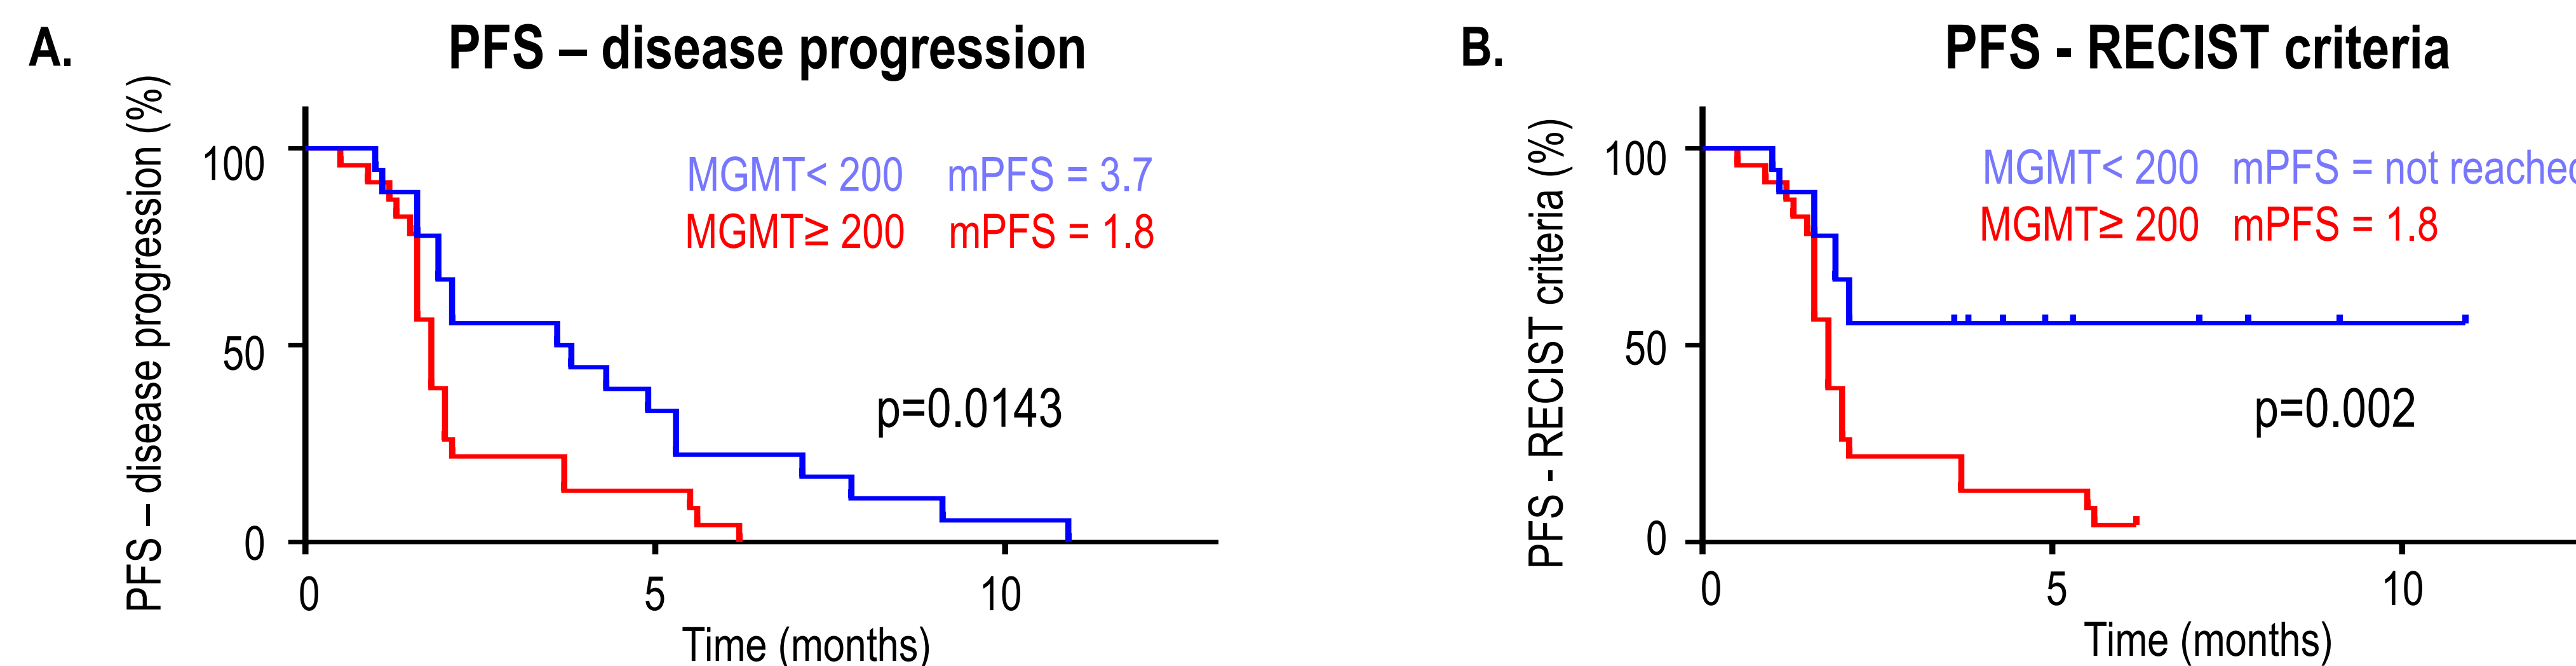 A.
PFS – disease progression
PFS – disease progression (%)
100
50
0
MGMT< 200 mPFS = 3.7
MGMT≥ 200 mPFS = 1.8
p=0.0143
0 5 10
Time (months)
B.
PFS - RECIST criteria
PFS - RECIST criteria (%)
100
50
0
MGMT< 200 mPFS = not reached
MGMT≥ 200 mPFS = 1.8
p=0.002
0 5 10
Time (months)